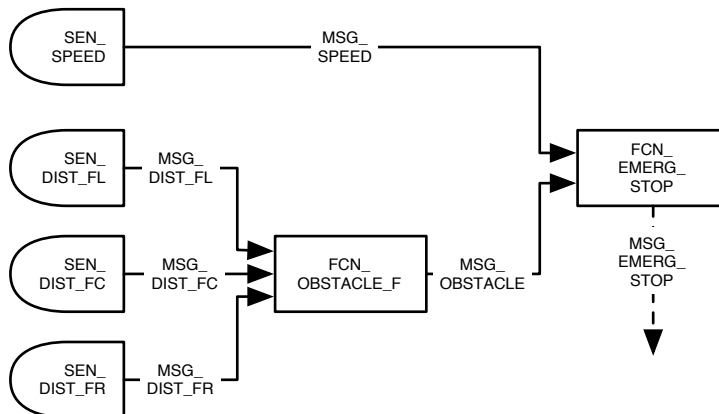 SEN_
SPEED
MSG_
SPEED
SEN_
DIST_FL
MSG_
DIST_FL
FCN_
EMERG_
STOP
SEN_
DIST_FC
MSG_
DIST_FC
FCN_
OBSTACLE_F
MSG_
OBSTACLE
MSG_
EMERG_
STOP
SEN_
DIST_FR
MSG_
DIST_FR